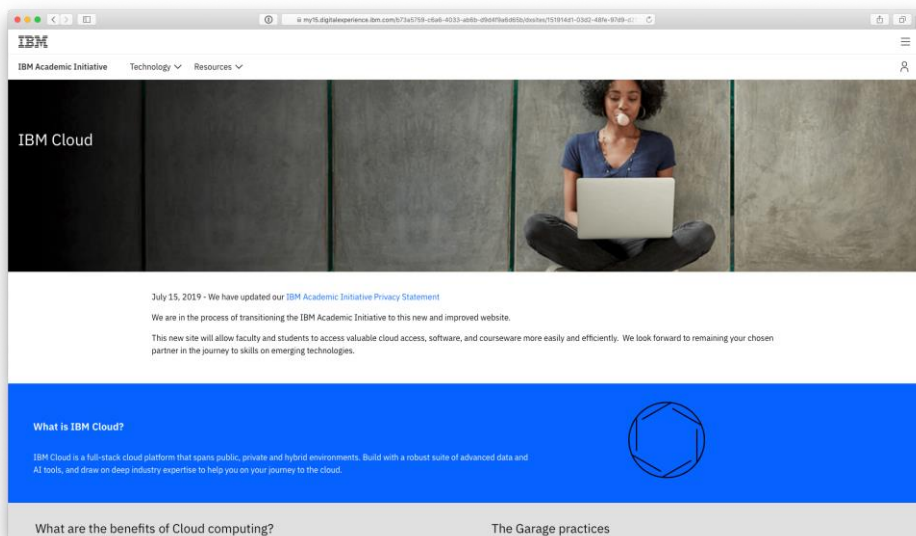 my15.digitalexperience.ibm.com
IBM
IBM Academic Initiative Technology Resources
IBM Cloud
July 15, 2019 - We have updated our IBM Academic Initiative Privacy Statement
We are in the process of transitioning the IBM Academic Initiative to this new and improved website.
This new site will allow faculty and students to access valuable cloud access, software, and courseware more easily and efficiently. We look forward to remaining your chosen
partner in the journey to skills on emerging technologies.
What is IBM Cloud?
IBM Cloud is a full-stack cloud platform that spans public, private and hybrid environments. Build with a robust suite of advanced data and
AI tools, and draw on deep industry expertise to help you on your journey to the cloud.
What are the benefits of Cloud computing? The Garage practices